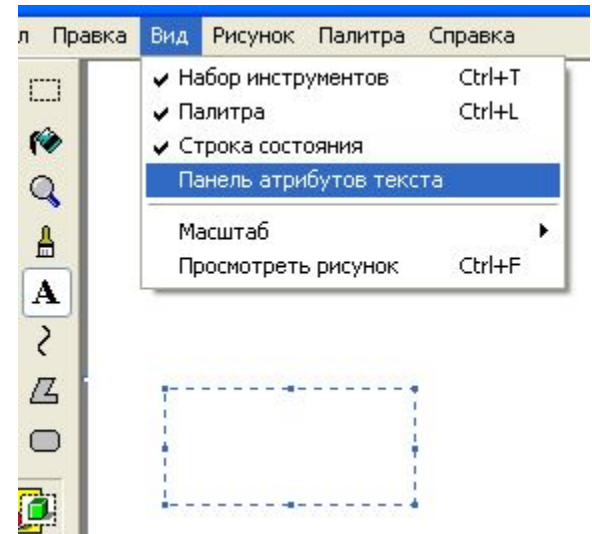 л Правка Вид Рисунок Палитра Справка
Набор инструментов Ctrl+T
Палитра Ctrl+L
Строка состояния
Панель атрибутов текста
Масштаб
Просмотреть рисунок Ctrl+F
A